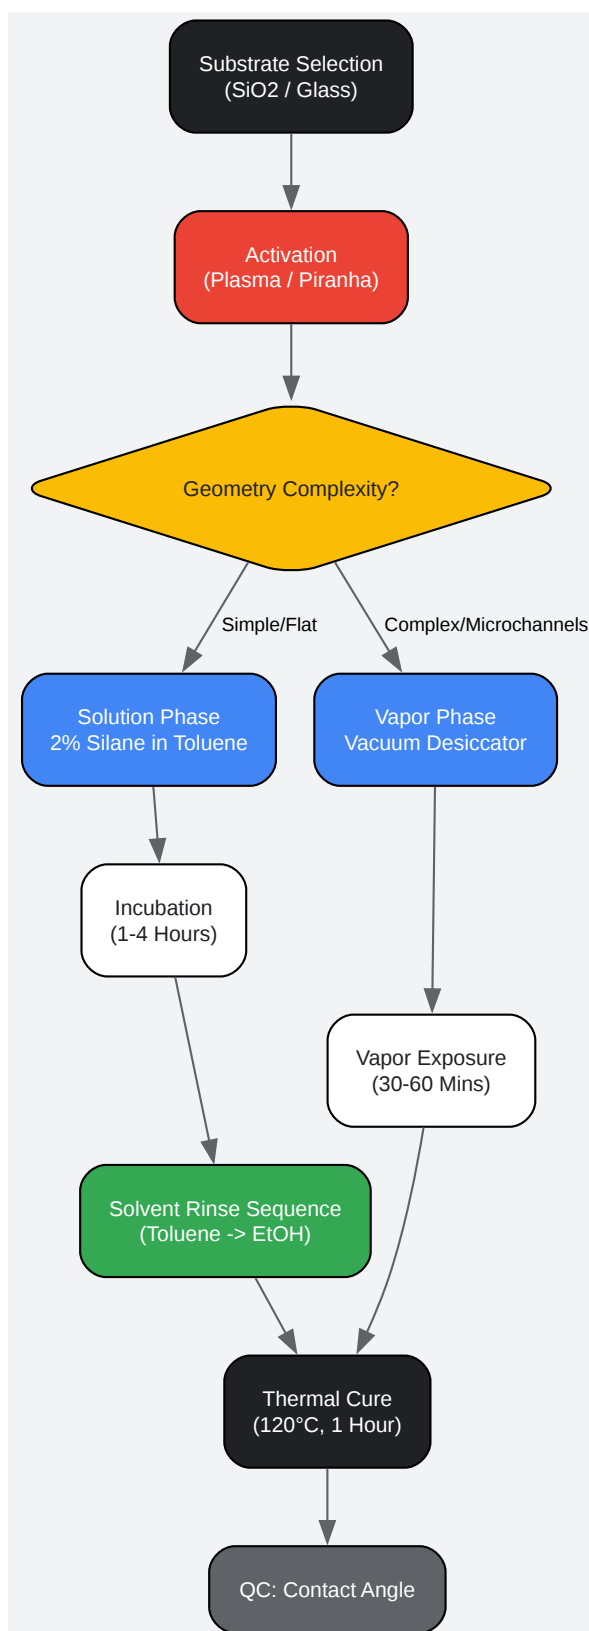 Substrate Selection
(SiO2 / Glass)
Activation
(Plasma / Piranha)
Geometry Complexity?
Simple/Flat
Complex/Microchannels
Solution Phase
2% Silane in Toluene
Vapor Phase
Vacuum Desiccator
Incubation
(1-4 Hours)
Vapor Exposure
(30-60 Mins)
Solvent Rinse Sequence
(Toluene -> EtOH)
Thermal Cure
(120°C, 1 Hour)
QC: Contact Angle